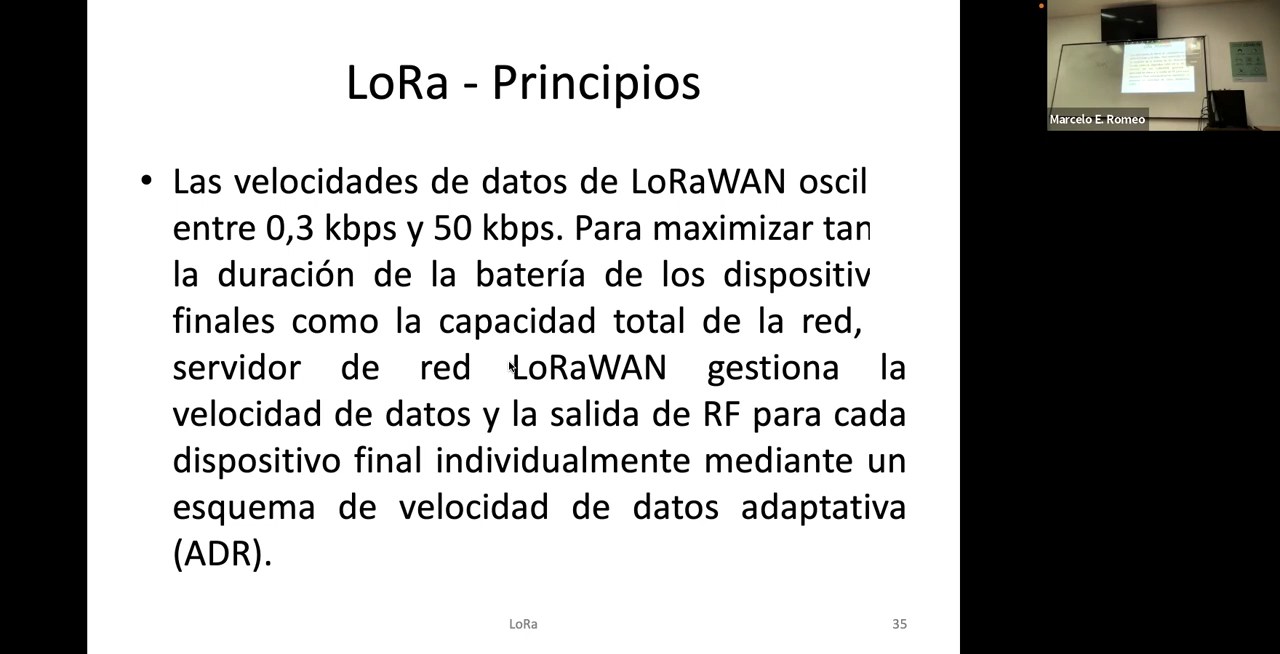 LoRa - Principios
• Las velocidades de datos de LoRaWAN oscil
entre 0,3 kbps y 50 kbps. Para maximizar tan
la duración de la batería de los dispositiv
finales como la capacidad total de la red,
servidor de red LoRaWAN gestiona la
velocidad de datos y la salida de RF para cada
dispositivo final individualmente mediante un
esquema de velocidad de datos adaptativa
(ADR).
LoRa
35
Marcelo E. Romeo